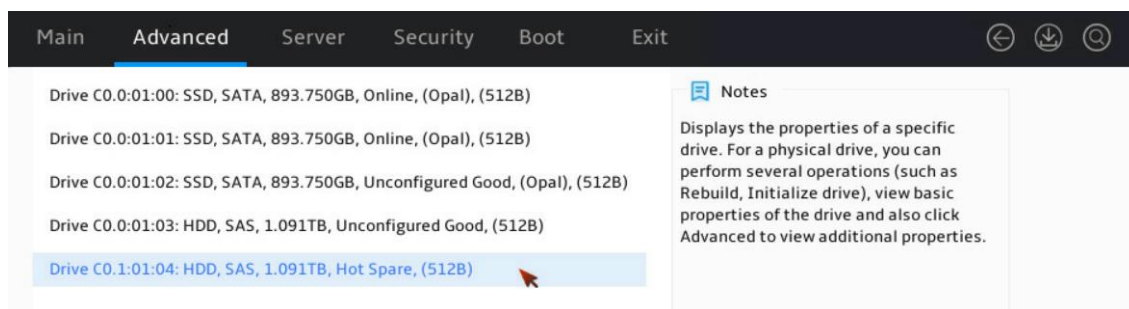 Main Advanced Server Security Boot Exit
Drive C0.0:01:00: SSD, SATA, 893.750GB, Online, (Opal), (512B)
Drive C0.0:01:01: SSD, SATA, 893.750GB, Online, (Opal), (512B)
Drive C0.0:01:02: SSD, SATA, 893.750GB, Unconfigured Good, (Opal), (512B)
Drive C0.0:01:03: HDD, SAS, 1.091TB, Unconfigured Good, (512B)
Drive C0.1:01:04: HDD, SAS, 1.091TB, Hot Spare, (512B)
Notes
Displays the properties of a specific
drive. For a physical drive, you can
perform several operations (such as
Rebuild, Initialize drive), view basic
properties of the drive and also click
Advanced to view additional properties.